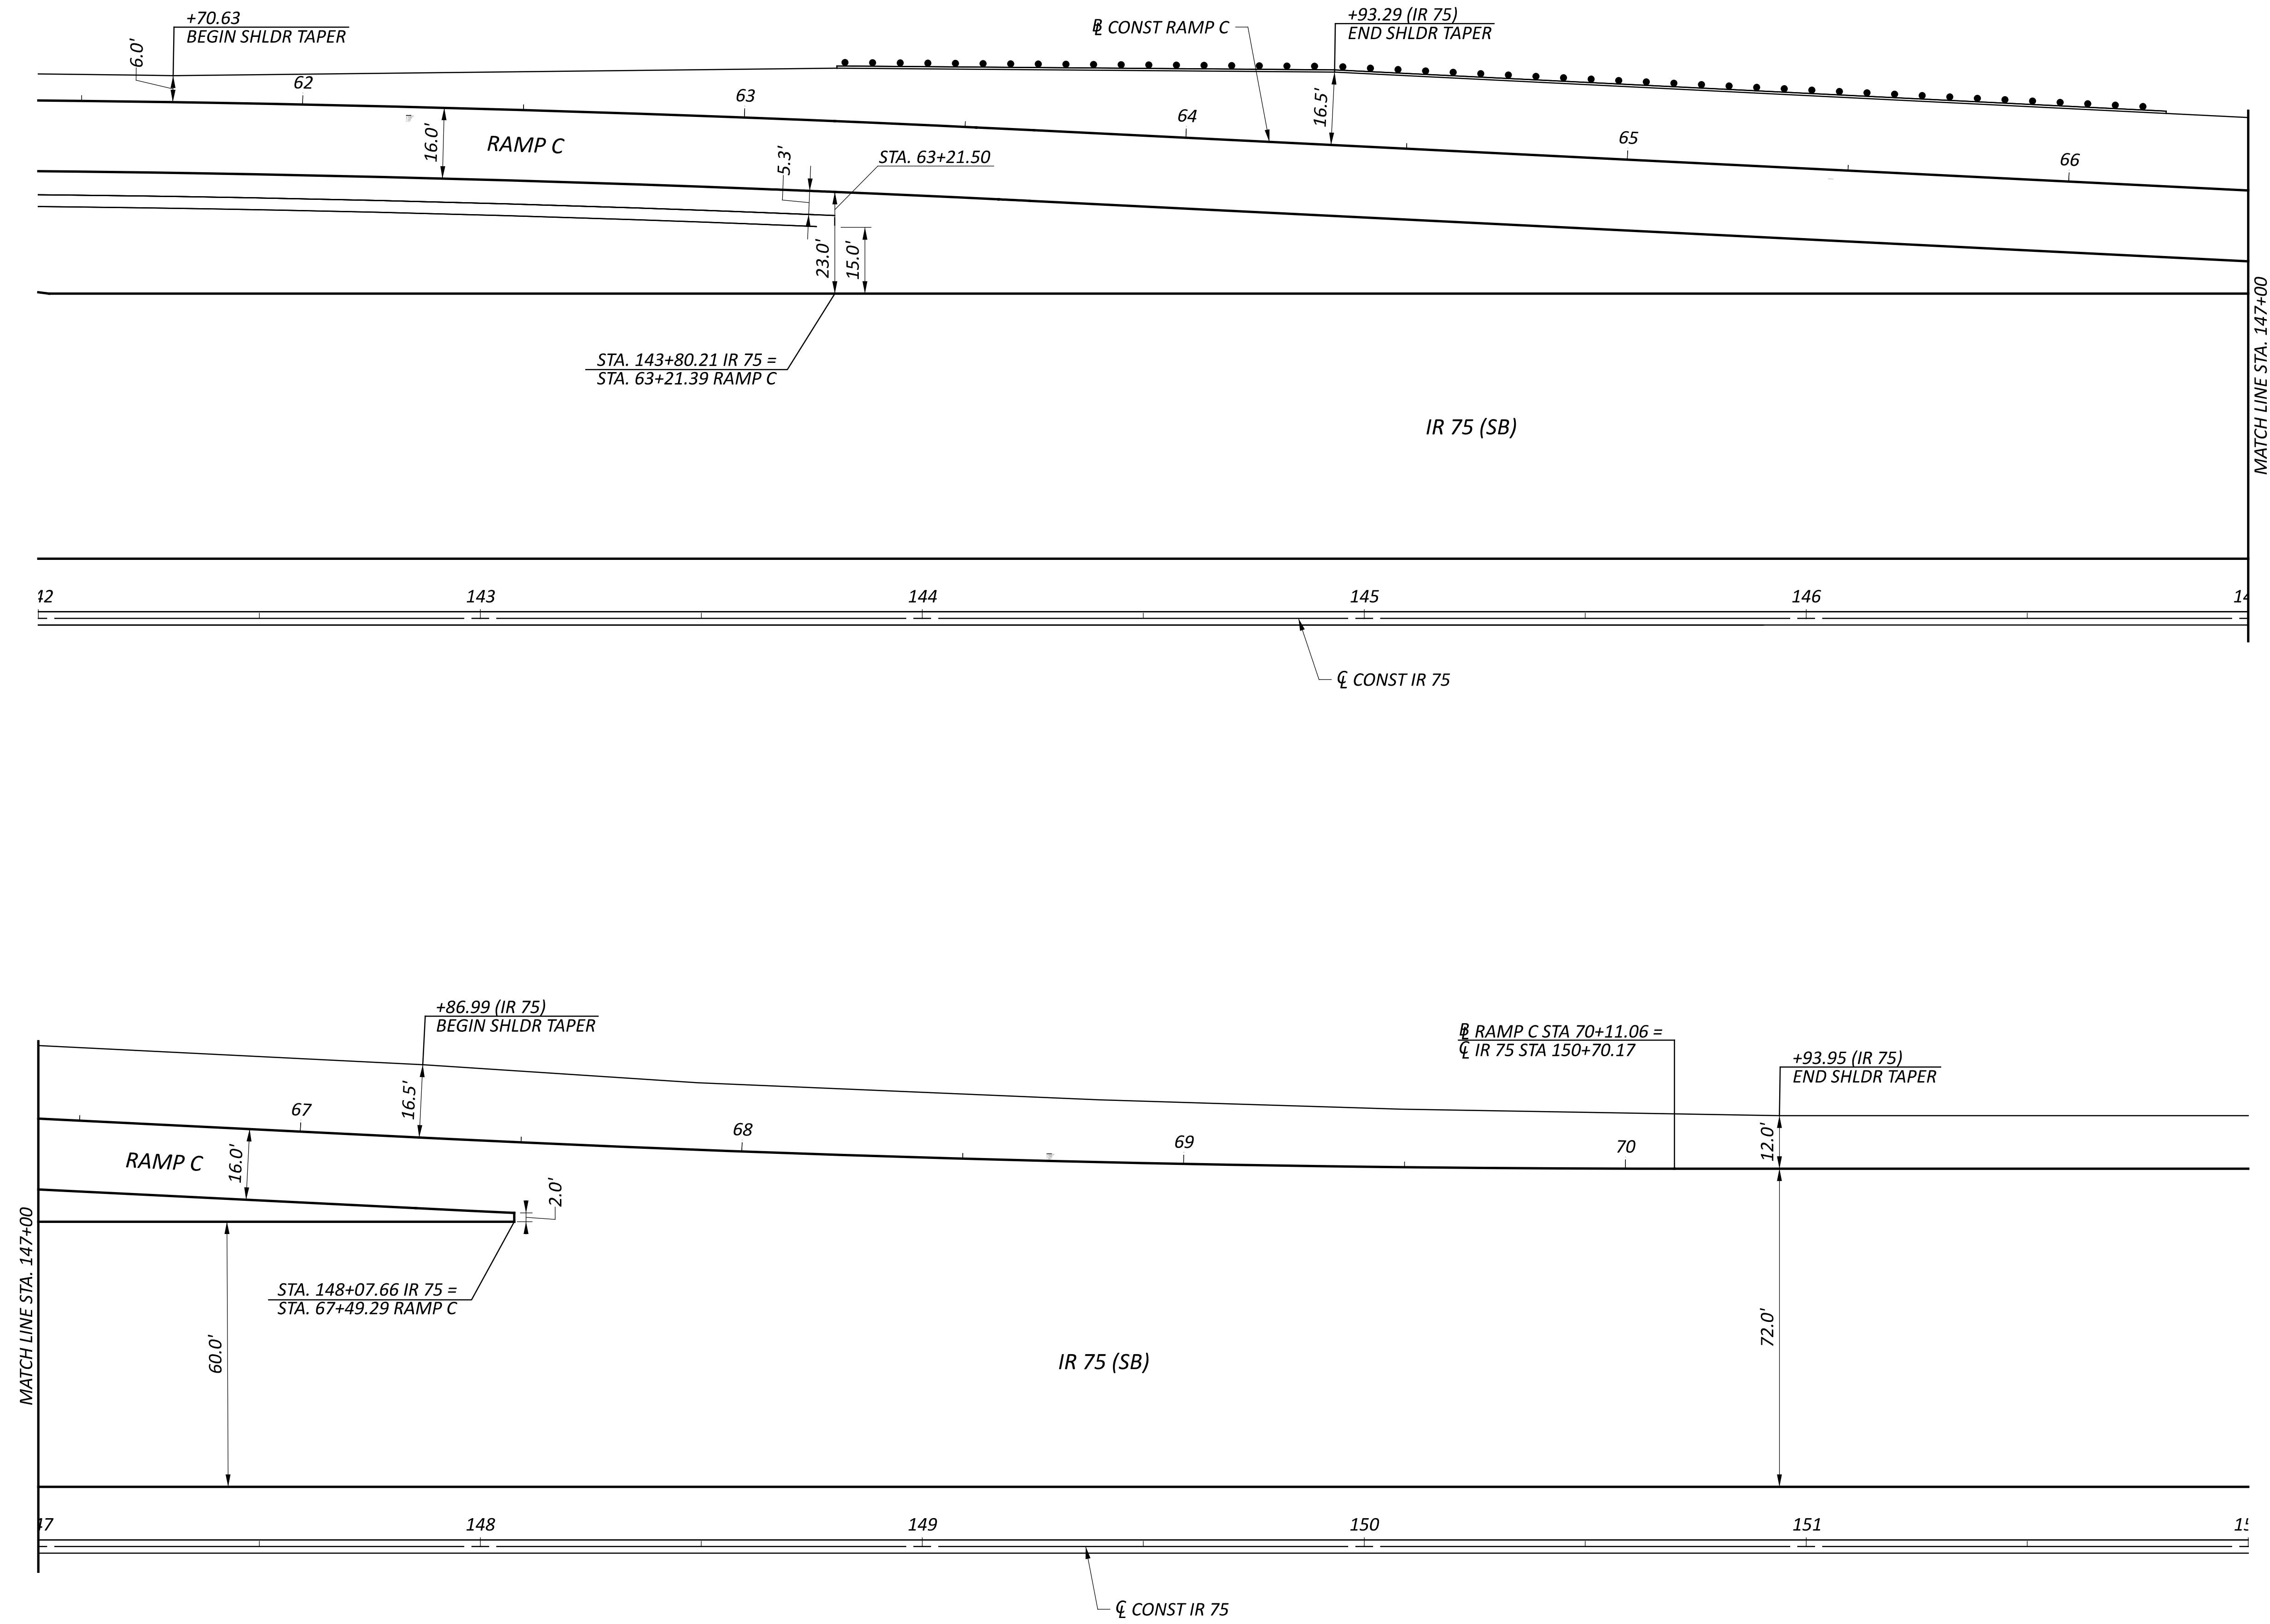 +70.63
BEGIN SHLDR TAPER
6.0'
℄ CONST RAMP C
+93.29 (IR 75)
END SHLDR TAPER
62
63
64
65
66
16.0'
RAMP C
5.3'
STA. 63+21.50
16.5'
23.0'
15.0'
STA. 143+80.21 IR 75 =
STA. 63+21.39 RAMP C
IR 75 (SB)
MATCH LINE STA. 147+00
42
143
144
145
146
14
℄ CONST IR 75
+86.99 (IR 75)
BEGIN SHLDR TAPER
16.5'
RAMP C STA 70+11.06 =
℄ IR 75 STA 150+70.17
+93.95 (IR 75)
END SHLDR TAPER
67
68
69
70
RAMP C
16.0'
2.0'
12.0'
MATCH LINE STA. 147+00
STA. 148+07.66 IR 75 =
STA. 67+49.29 RAMP C
60.0'
IR 75 (SB)
72.0'
47
148
149
150
151
15
℄ CONST IR 75